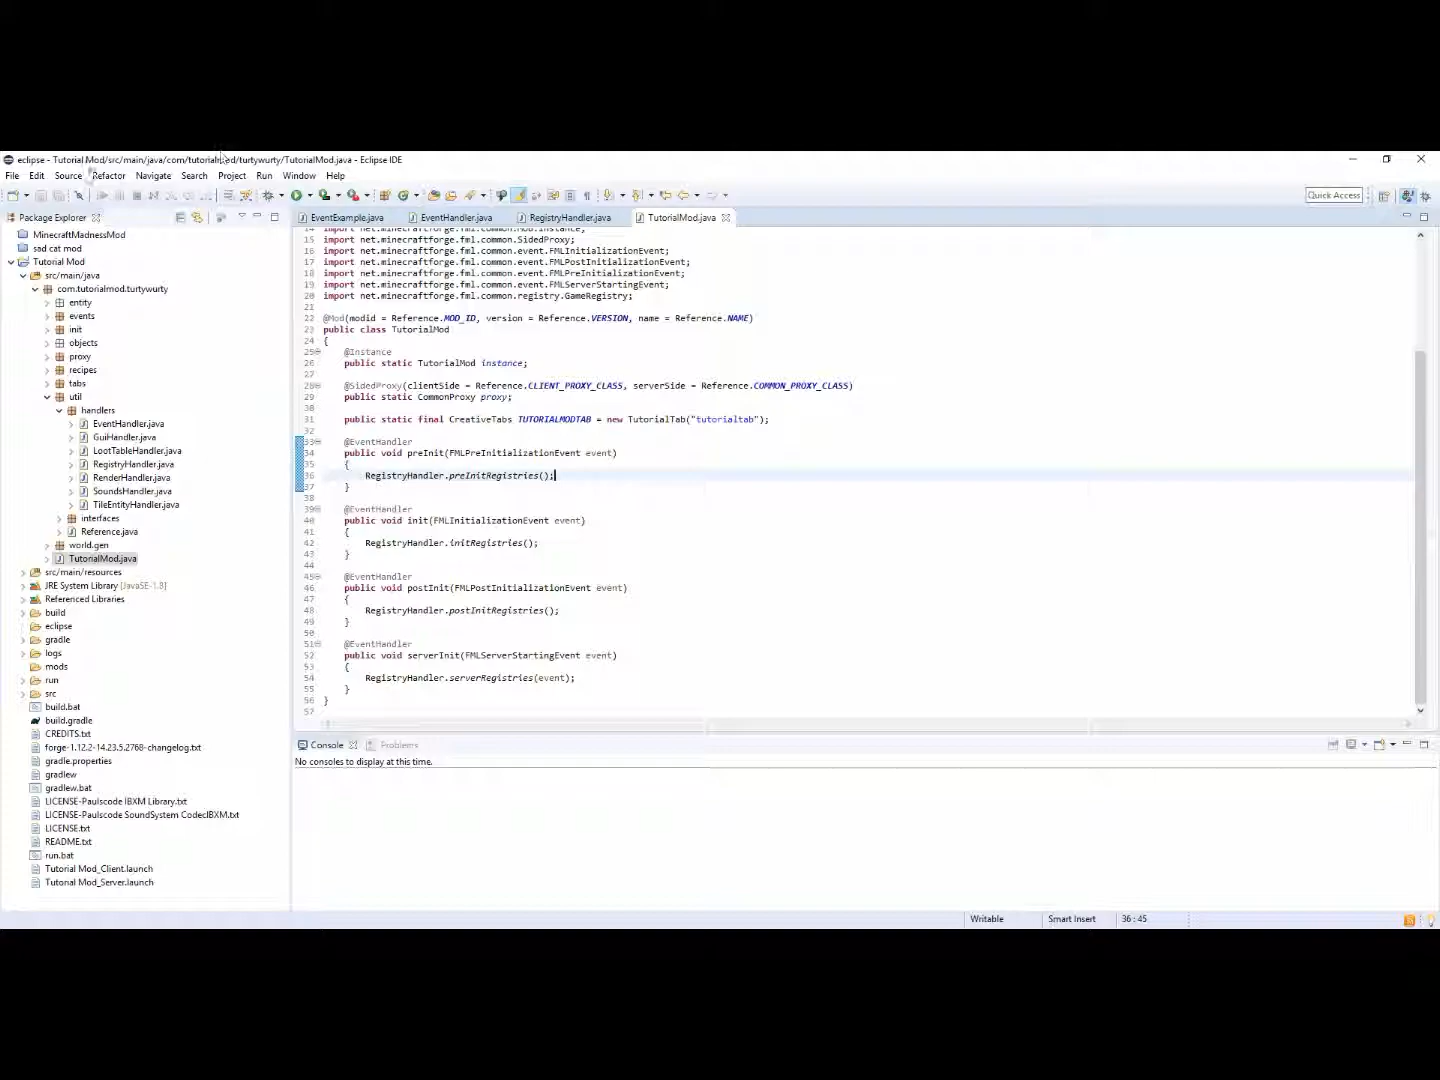 eclipse - Tutorial Mod/src/main/java/com/tutorialmod/turtywurty/TutorialMod.java - Eclipse IDE
File Edit Source Refactor Navigate Search Project Run Window Help
Quick Access
Package Explorer
MinecraftMadnessMod
sad cat mod
Tutorial Mod
src/main/java
com.tutorialmod.turtywurty
entity
events
init
objects
proxy
recipes
tabs
util
handlers
EventHandler.java
GuiHandler.java
LootTableHandler.java
RegistryHandler.java
RenderHandler.java
SoundsHandler.java
TileEntityHandler.java
interfaces
Reference.java
world.gen
TutorialMod.java
src/main/resources
JRE System Library [JavaSE-1.8]
Referenced Libraries
build
eclipse
gradle
logs
mods
run
src
build.bat
build.gradle
CREDITS.txt
forge-1.12.2-14.23.5.2768-changelog.txt
gradle.properties
gradlew
gradlew.bat
LICENSE-Paulscode IBXM Library.txt
LICENSE-Paulscode SoundSystem CodecIBXM.txt
LICENSE.txt
README.txt
run.bat
Tutorial Mod_Client.launch
Tutorial Mod_Server.launch
EventExample.java EventHandler.java RegistryHandler.java TutorialMod.java
14 import net.minecraftforge.fml.common.Mod.Instance;
15 import net.minecraftforge.fml.common.SidedProxy;
16 import net.minecraftforge.fml.common.event.FMLInitializationEvent;
17 import net.minecraftforge.fml.common.event.FMLPostInitializationEvent;
18 import net.minecraftforge.fml.common.event.FMLPreInitializationEvent;
19 import net.minecraftforge.fml.common.event.FMLServerStartingEvent;
20 import net.minecraftforge.fml.common.registry.GameRegistry;
21
22 @Mod(modid = Reference.MOD_ID, version = Reference.VERSION, name = Reference.NAME)
23 public class TutorialMod
24 {
25 @Instance
26 public static TutorialMod instance;
27
28 @SidedProxy(clientSide = Reference.CLIENT_PROXY_CLASS, serverSide = Reference.COMMON_PROXY_CLASS)
29 public static CommonProxy proxy;
30
31 public static final CreativeTabs TUTORIALMODTAB = new TutorialTab("tutorialtab");
32
33 @EventHandler
34 public void preInit(FMLPreInitializationEvent event)
35 {
36 RegistryHandler.preInitRegistries();
37 }
38
39 @EventHandler
40 public void init(FMLInitializationEvent event)
41 {
42 RegistryHandler.initRegistries();
43 }
44
45 @EventHandler
46 public void postInit(FMLPostInitializationEvent event)
47 {
48 RegistryHandler.postInitRegistries();
49 }
50
51 @EventHandler
52 public void serverInit(FMLServerStartingEvent event)
53 {
54 RegistryHandler.serverRegistries(event);
55 }
56 }
57
Console Problems
No consoles to display at this time.
Writable Smart Insert 36 : 45